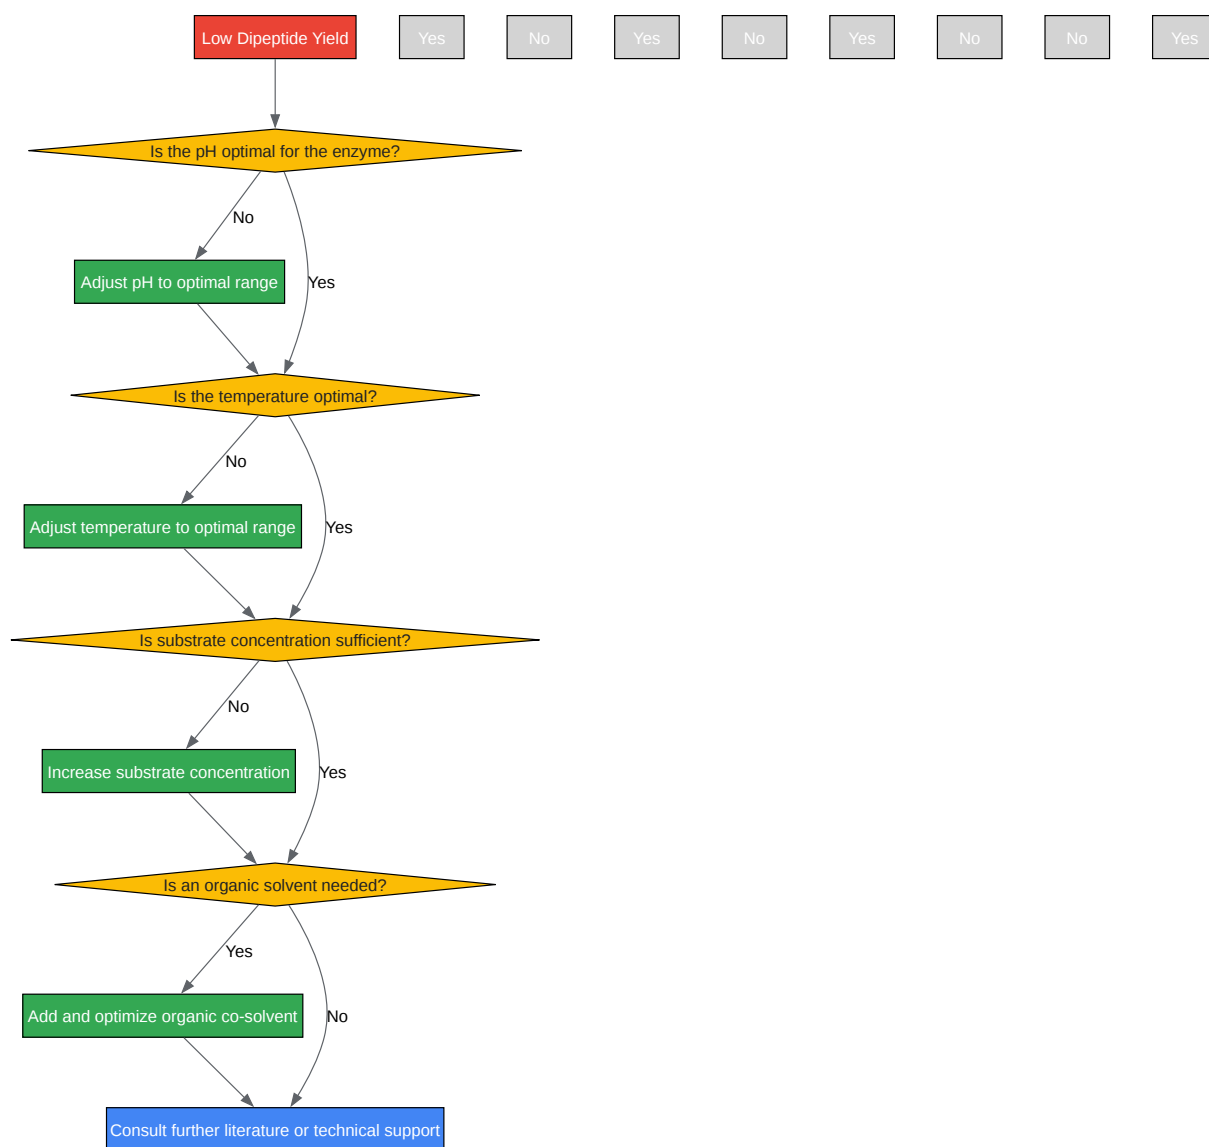 Low Dipeptide Yield
Yes
No
Yes
No
Yes
No
No
Yes
Is the pH optimal for the enzyme?
No
Adjust pH to optimal range
Yes
Is the temperature optimal?
No
Adjust temperature to optimal range
Yes
Is substrate concentration sufficient?
No
Increase substrate concentration
Yes
Is an organic solvent needed?
Yes
Add and optimize organic co-solvent
No
Consult further literature or technical support